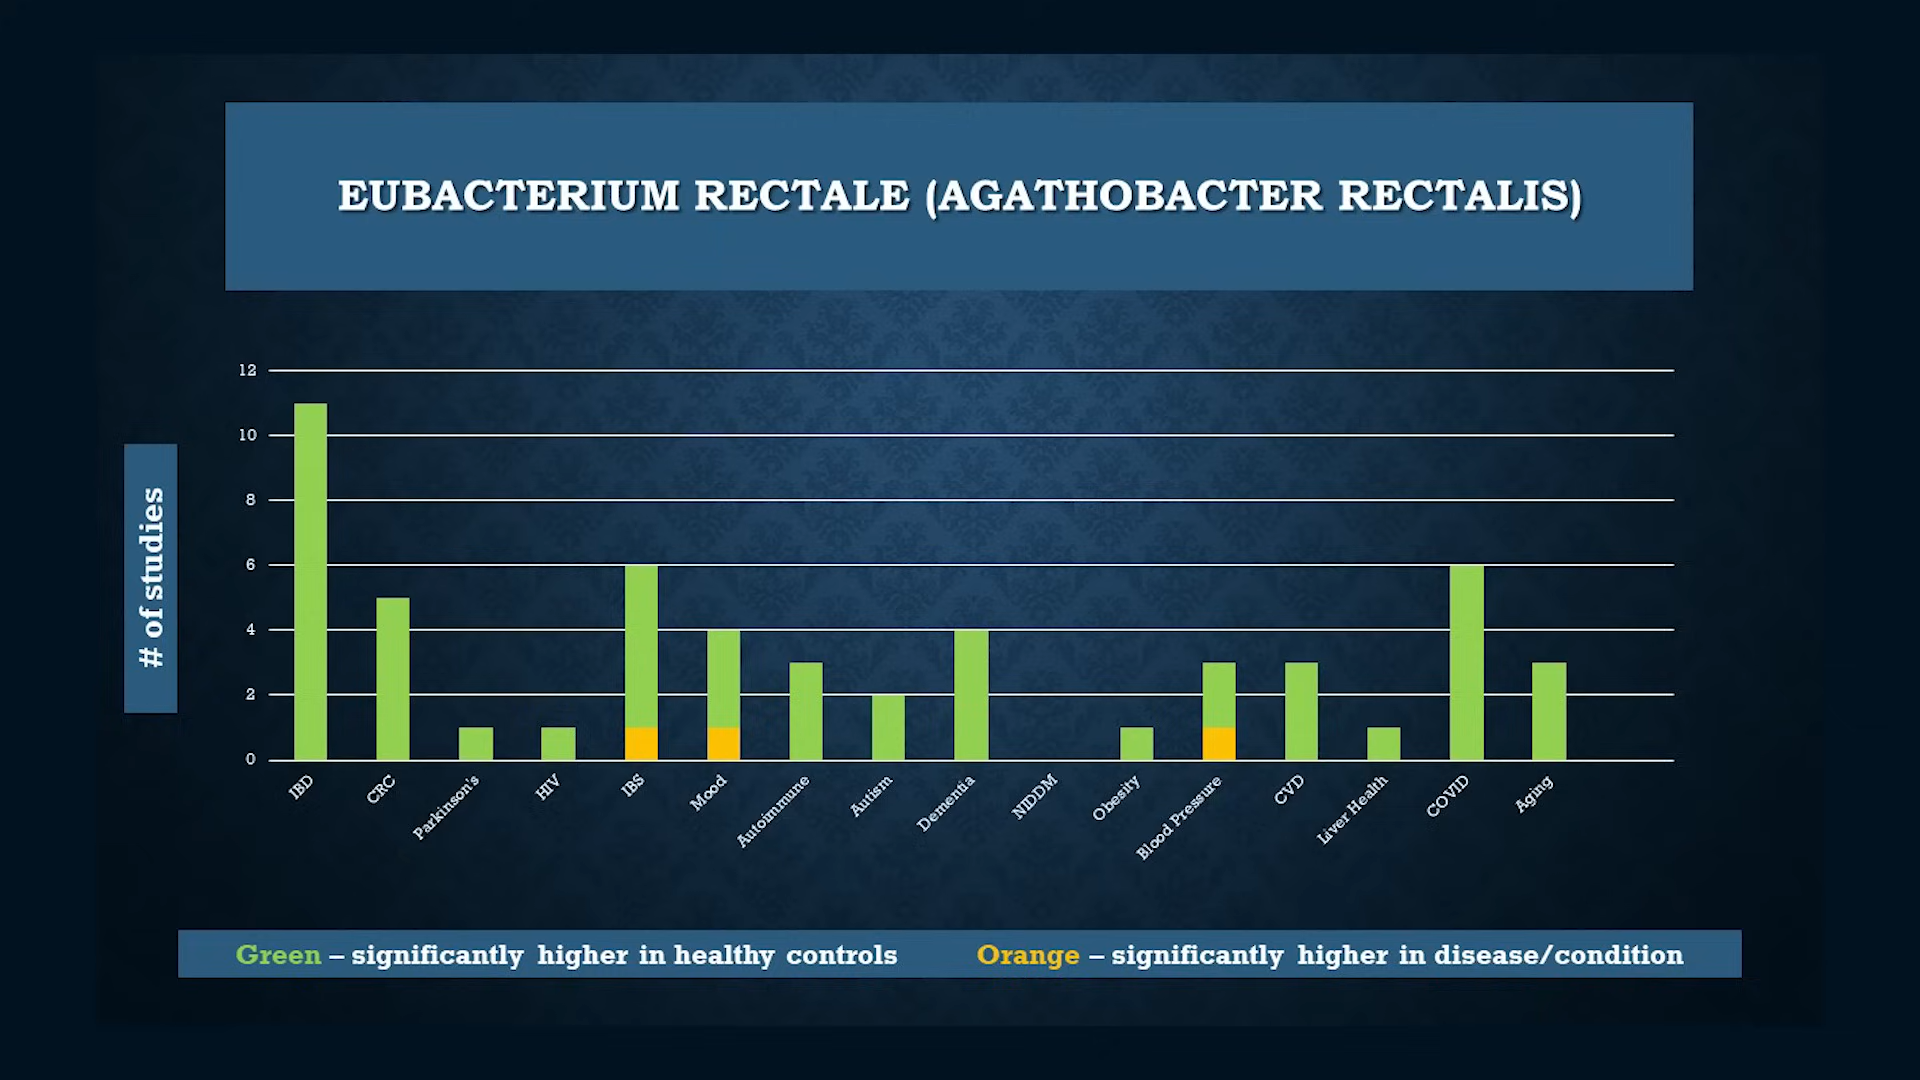 EUBACTERIUM RECTALE (AGATHOBACTER RECTALIS)
# of studies
12
10
8
6
4
2
0
IBD
CRC
Parkinson's
HIV
IBS
Mood
Autoimmune
Autism
Dementia
NIDDM
Obesity
Blood Pressure
CVD
Liver Health
COVID
Aging
Green – significantly higher in healthy controls
Orange – significantly higher in disease/condition